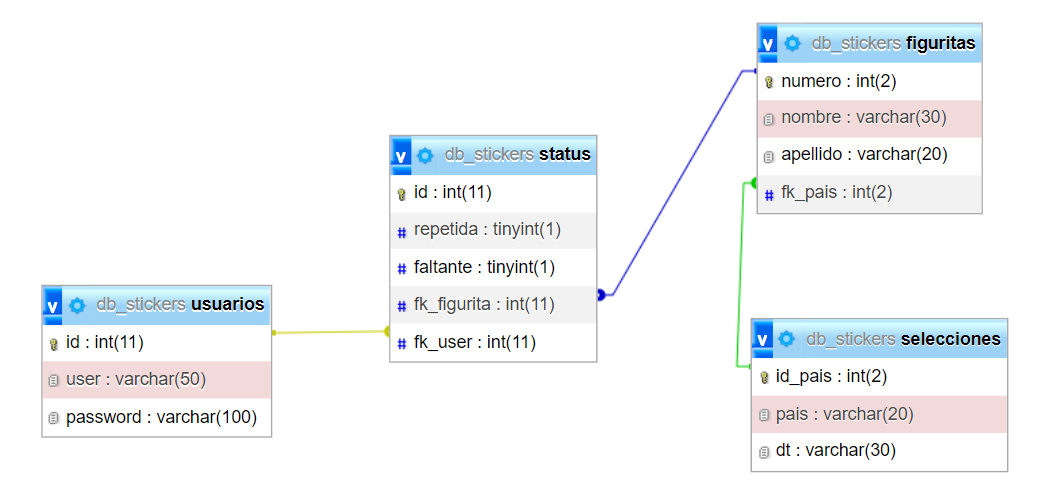 v db_stickers usuarios
id : int(11)
user : varchar(50)
password : varchar(100)
v db_stickers status
id : int(11)
# repetida : tinyint(1)
# faltante : tinyint(1)
# fk_figurita : int(11)
# fk_user : int(11)
v db_stickers figuritas
numero : int(2)
nombre : varchar(30)
apellido : varchar(20)
# fk_pais : int(2)
v db_stickers selecciones
id_pais : int(2)
pais : varchar(20)
dt : varchar(30)